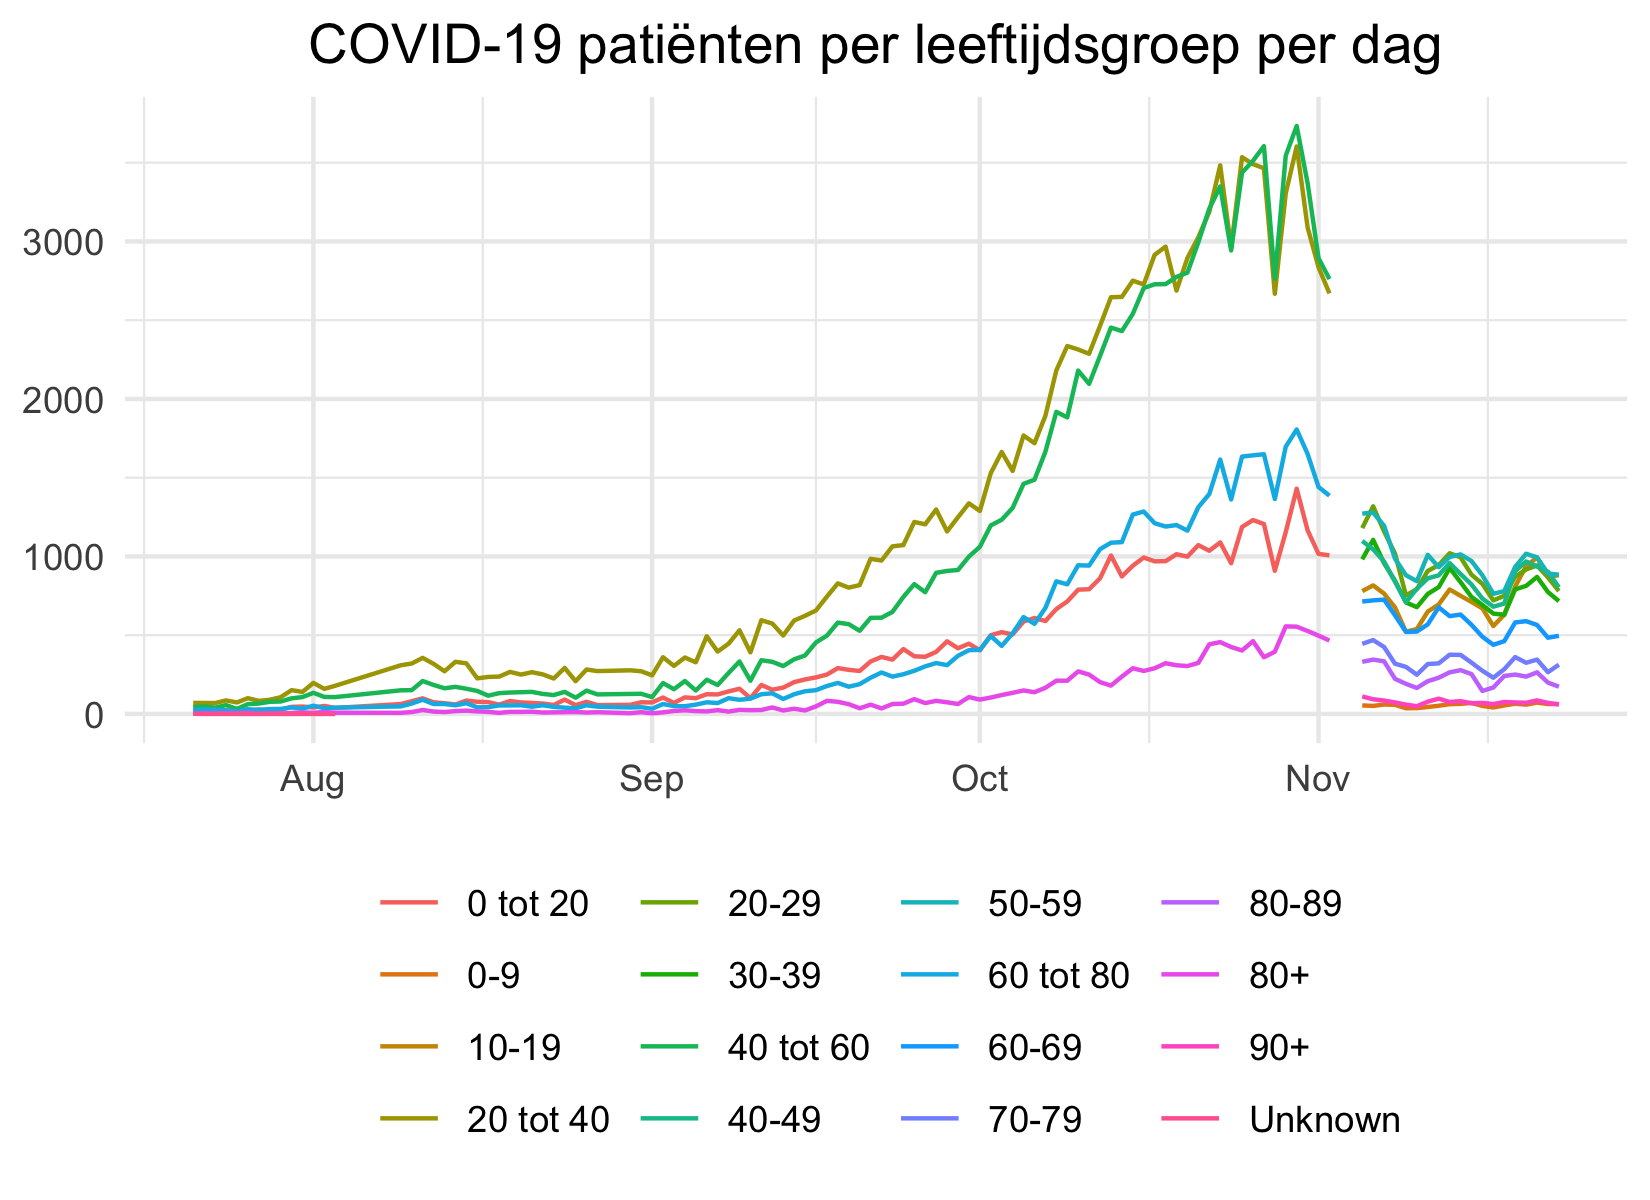 COVID-19 patiënten per leeftijdsgroep per dag
3000
2000
1000
0
Aug Sep Oct Nov
0 tot 20 20-29 50-59 80-89
0-9 30-39 60 tot 80 80+
10-19 40 tot 60 60-69 90+
20 tot 40 40-49 70-79 Unknown